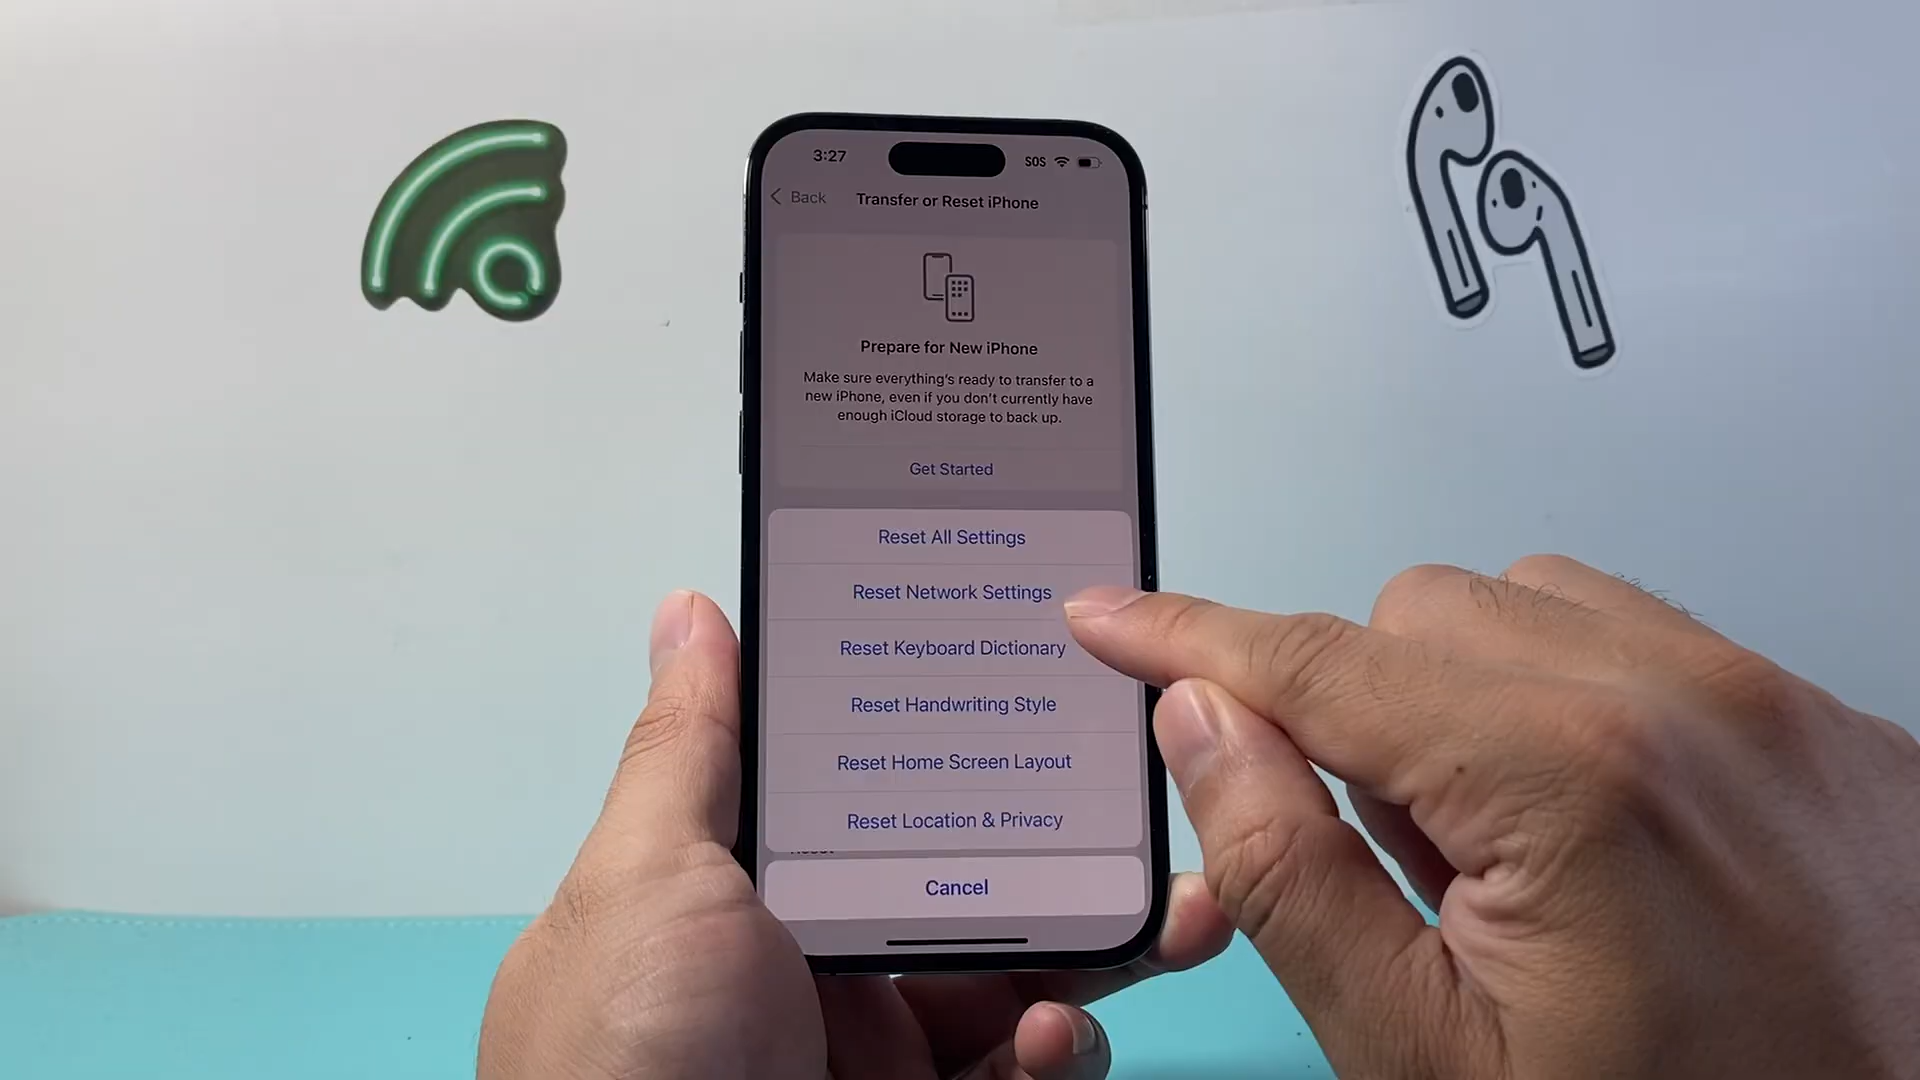 3:27
SOS
Back
Transfer or Reset iPhone
Prepare for New iPhone
Make sure everything's ready to transfer to a
new iPhone, even if you don't currently have
enough iCloud storage to back up.
Get Started
Reset All Settings
Reset Network Settings
Reset Keyboard Dictionary
Reset Handwriting Style
Reset Home Screen Layout
Reset Location & Privacy
Cancel